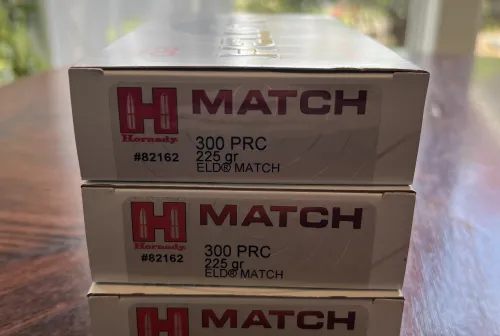 H MATCH
Hornady
300 PRC
#82162
225 gr
ELD® MATCH
H MATCH
Hornady
300 PRC
#82162
225 gr
ELD® MATCH
H MATCH